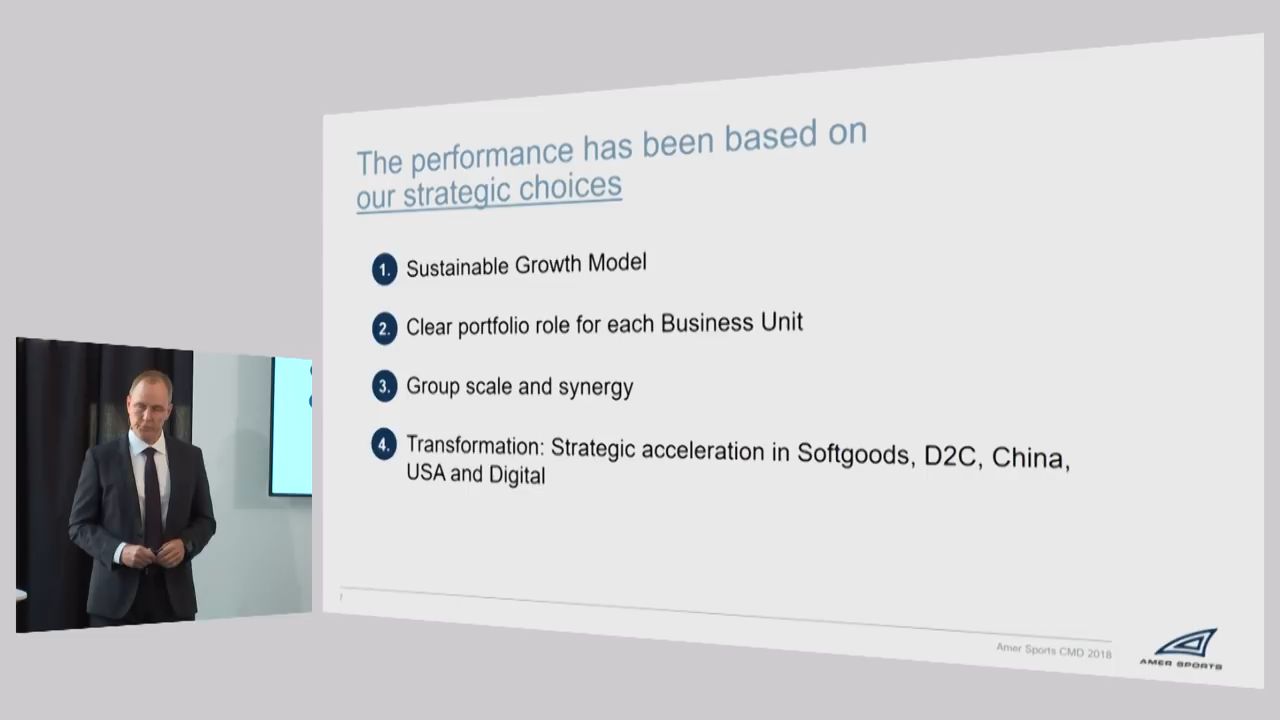 The performance has been based on
our strategic choices
1. Sustainable Growth Model
2. Clear portfolio role for each Business Unit
3. Group scale and synergy
4. Transformation: Strategic acceleration in Softgoods, D2C, China,
USA and Digital
Amer Sports CMD 2018
AMER SPORTS